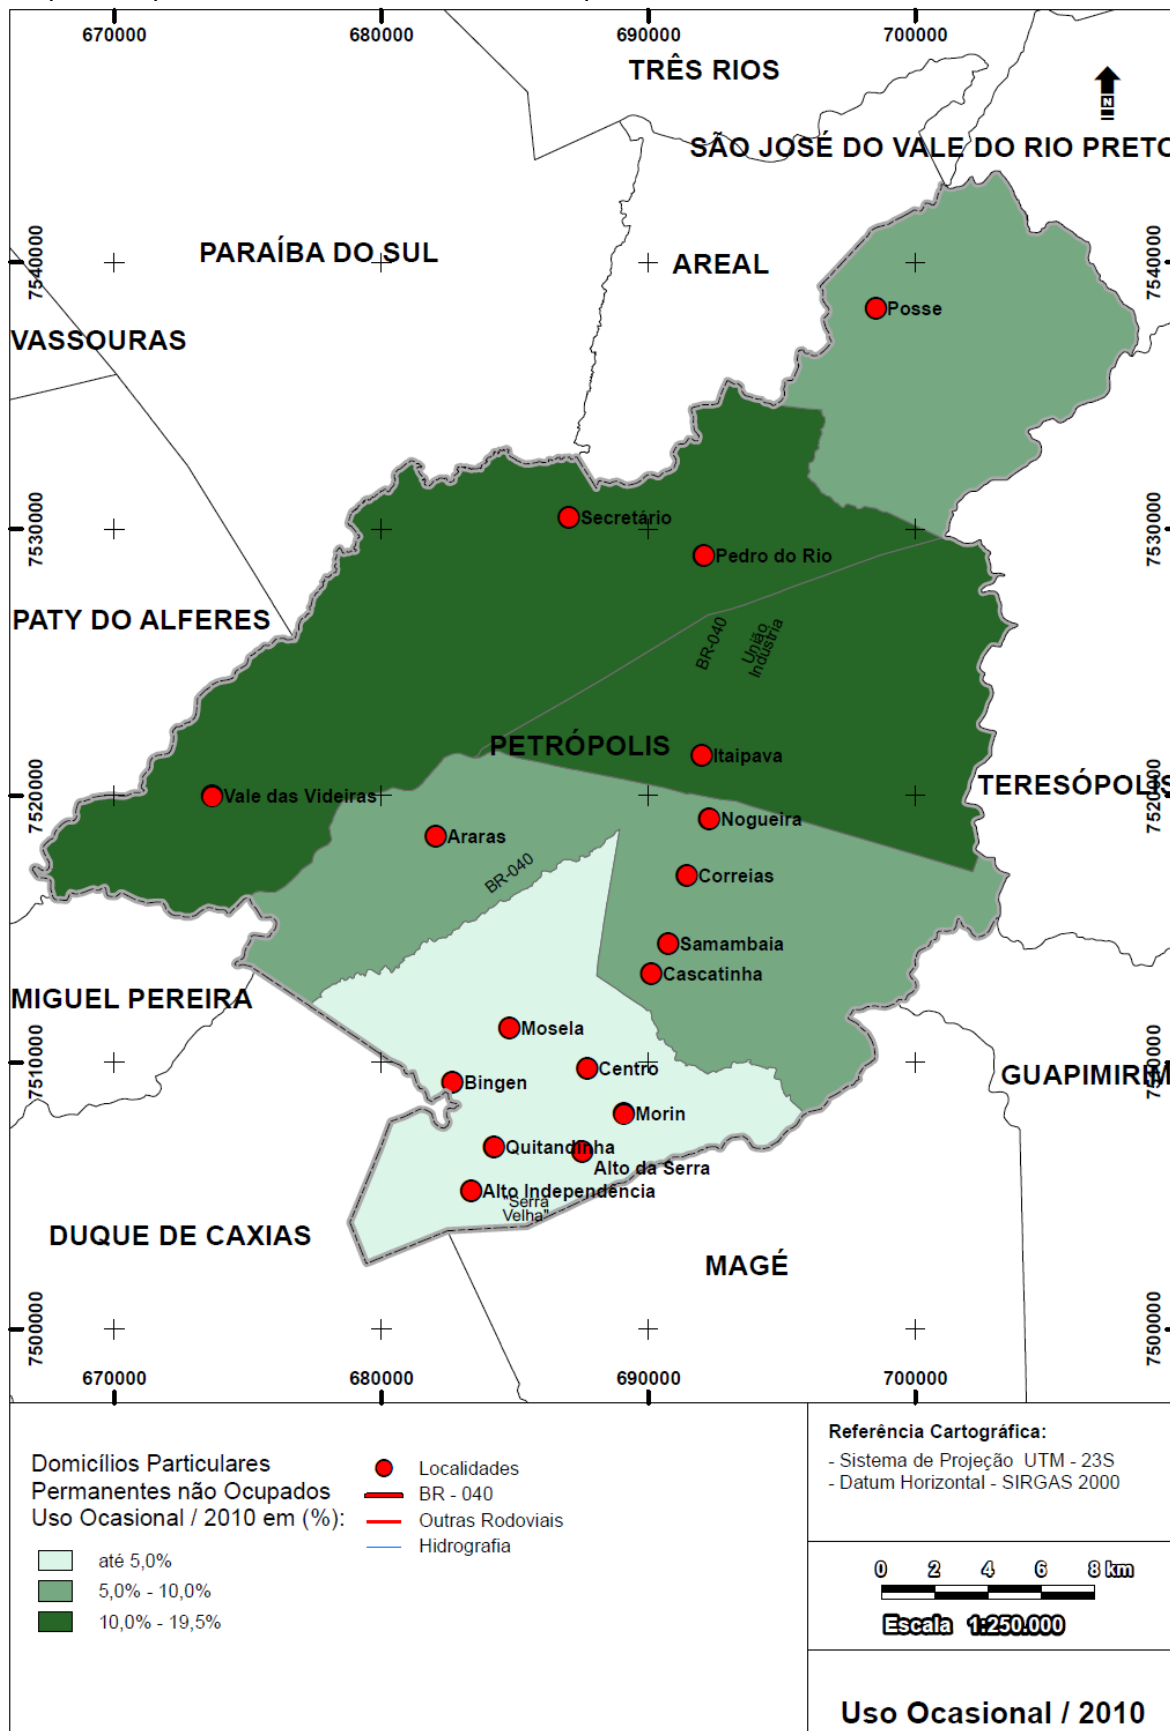 670000
680000
690000
700000
TRÊS RIOS
N
SÃO JOSÉ DO VALE DO RIO PRETO
7540000
PARAÍBA DO SUL
AREAL
7540000
Posse
VASSOURAS
7530000
Secretário
Pedro do Rio
7530000
PATY DO ALFERES
BR-040
União
Indústria
PETRÓPOLIS
Itaipava
TERESÓPOLIS
7520000
Vale das Videiras
7520000
Nogueira
Araras
BR-040
Correias
Samambaia
Cascatinha
MIGUEL PEREIRA
Mosela
7510000
Centro
7510000
GUAPIMIRIM
Bingen
Morin
Quitandinha
Alto da Serra
Alto Independência
"Serra
Velha"
DUQUE DE CAXIAS
MAGÉ
7500000
7500000
670000
680000
690000
700000
Domicílios Particulares
Permanentes não Ocupados
Uso Ocasional / 2010 em (%):
até 5,0%
5,0% - 10,0%
10,0% - 19,5%
Localidades
BR - 040
Outras Rodoviais
Hidrografia
Referência Cartográfica:
- Sistema de Projeção UTM - 23S
- Datum Horizontal - SIRGAS 2000
0 2 4 6 8 km
Escala 1:250.000
Uso Ocasional / 2010